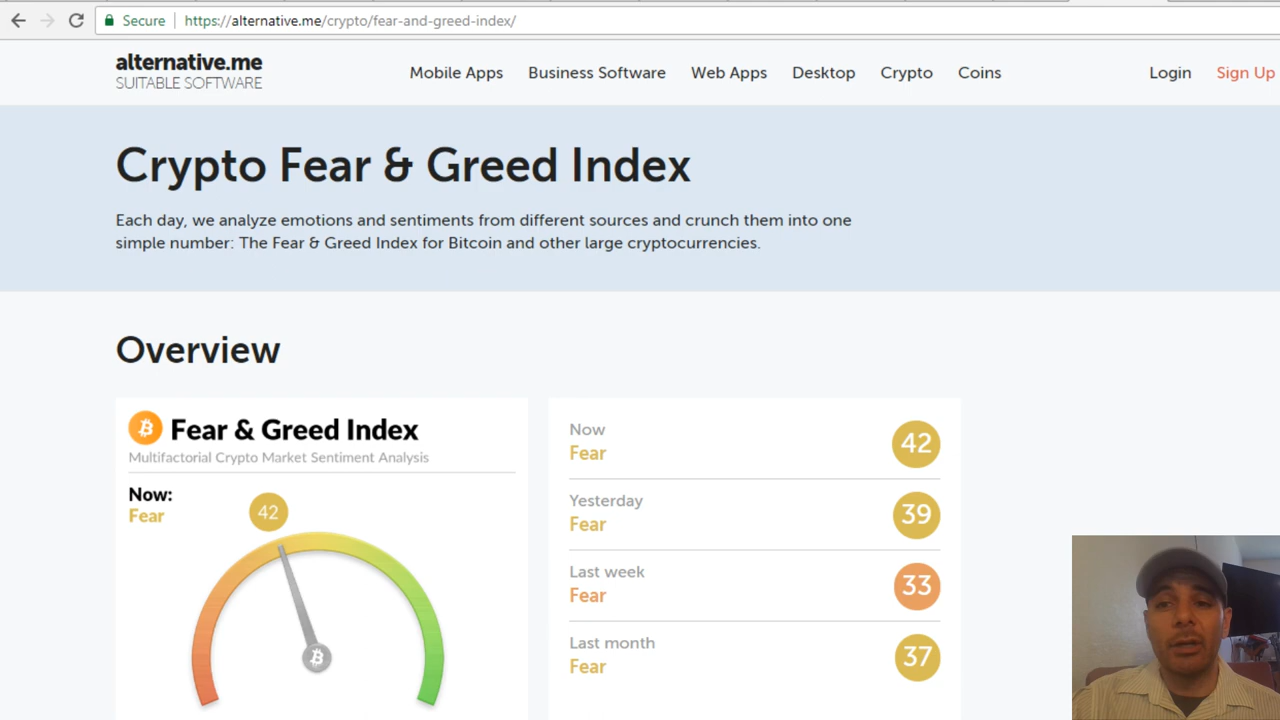 Secure
https://alternative.me/crypto/fear-and-greed-index/
alternative.me
SUITABLE SOFTWARE
Mobile Apps Business Software Web Apps Desktop Crypto Coins Login Sign Up
Crypto Fear & Greed Index
Each day, we analyze emotions and sentiments from different sources and crunch them into one
simple number: The Fear & Greed Index for Bitcoin and other large cryptocurrencies.
Overview
Fear & Greed Index
Multifactorial Crypto Market Sentiment Analysis
Now:
Fear
42
Now
Fear
42
Yesterday
Fear
39
Last week
Fear
33
Last month
Fear
37